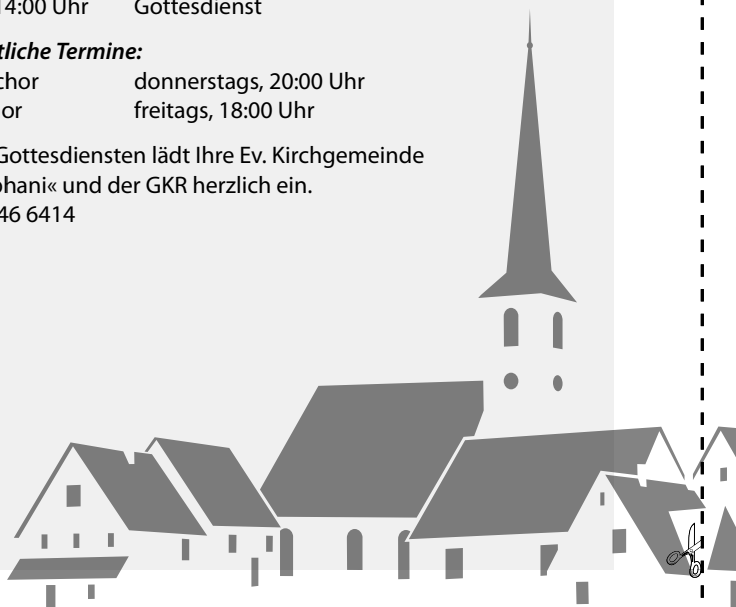 14:00 Uhr Gottesdienst
tliche Termine:
chor donnerstags, 20:00 Uhr
or freitags, 18:00 Uhr
Gottesdiensten lädt Ihre Ev. Kirchgemeinde
phani« und der GKR herzlich ein.
46 6414